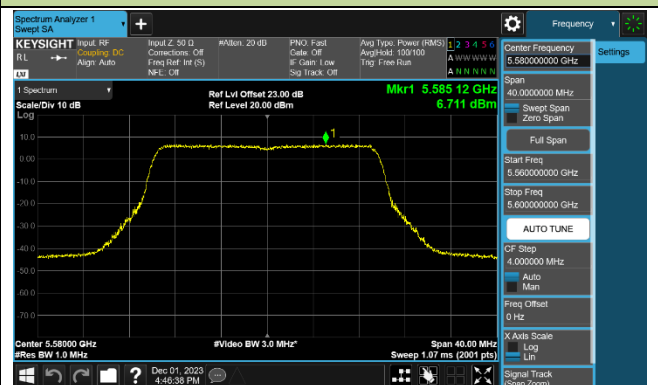 Spectrum Analyzer 1
Swept SA
Frequency
KEYSIGHT
Input: RF
Coupling: DC
Align: Auto
Input Z: 50 Ω
Corrections: Off
Freq Ref: Int (S)
NFE: Off
#Atten: 20 dB
PNO: Fast
Gate: Off
IF Gain: Low
Sig Track: Off
Avg Type: Power (RMS)
Avg|Hold: 100/100
Trig: Free Run
1 2 3 4 5 6
A W W W W W
A N N N N N
RL
LXI
1 Spectrum
Scale/Div 10 dB
Log
Ref Lvl Offset 23.00 dB
Ref Level 20.00 dBm
Mkr1 5.585 12 GHz
6.711 dBm
1
10.0
0.00
-10.0
-20.0
-30.0
-40.0
-50.0
-60.0
-70.0
Center 5.58000 GHz
#Res BW 1.0 MHz
#Video BW 3.0 MHz*
Span 40.00 MHz
Sweep 1.07 ms (2001 pts)
Dec 01, 2023
4:46:38 PM
Center Frequency
5.580000000 GHz
Settings
Span
40.0000000 MHz
Swept Span
Zero Span
Full Span
Start Freq
5.560000000 GHz
Stop Freq
5.600000000 GHz
AUTO TUNE
CF Step
4.000000 MHz
Auto
Man
Freq Offset
0 Hz
X Axis Scale
Log
Lin
Signal Track
(Span Zoom)